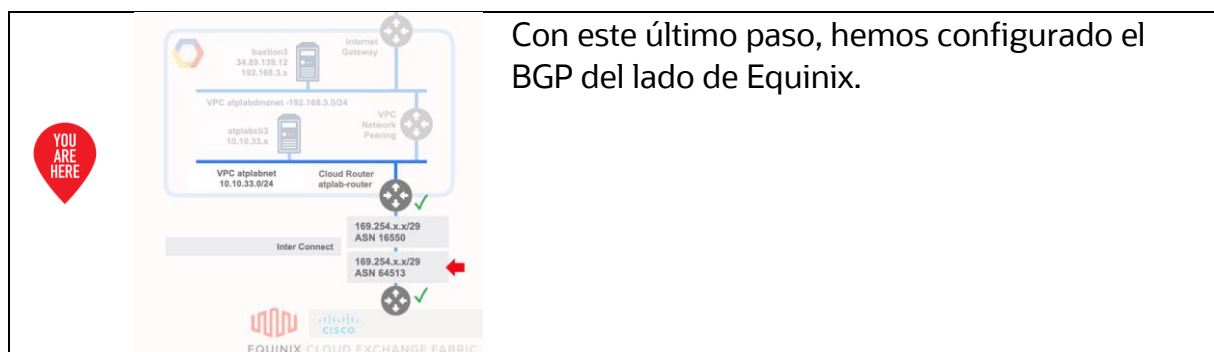 Con este último paso, hemos configurado el
BGP del lado de Equinix.
YOU
ARE
HERE
Internet
Gateway
bastion3
34.89.139.12
192.168.3.x
VPC atplabdmznet -192.168.3.0/24
VPC
Network
Peering
atplabcli3
10.10.33.x
VPC atplabnet
10.10.33.0/24
Cloud Router
atplab-router
169.254.x.x/29
ASN 16550
Inter Connect
169.254.x.x/29
ASN 64513
CISCO
EQUINIX CLOUD EXCHANGE FABRIC